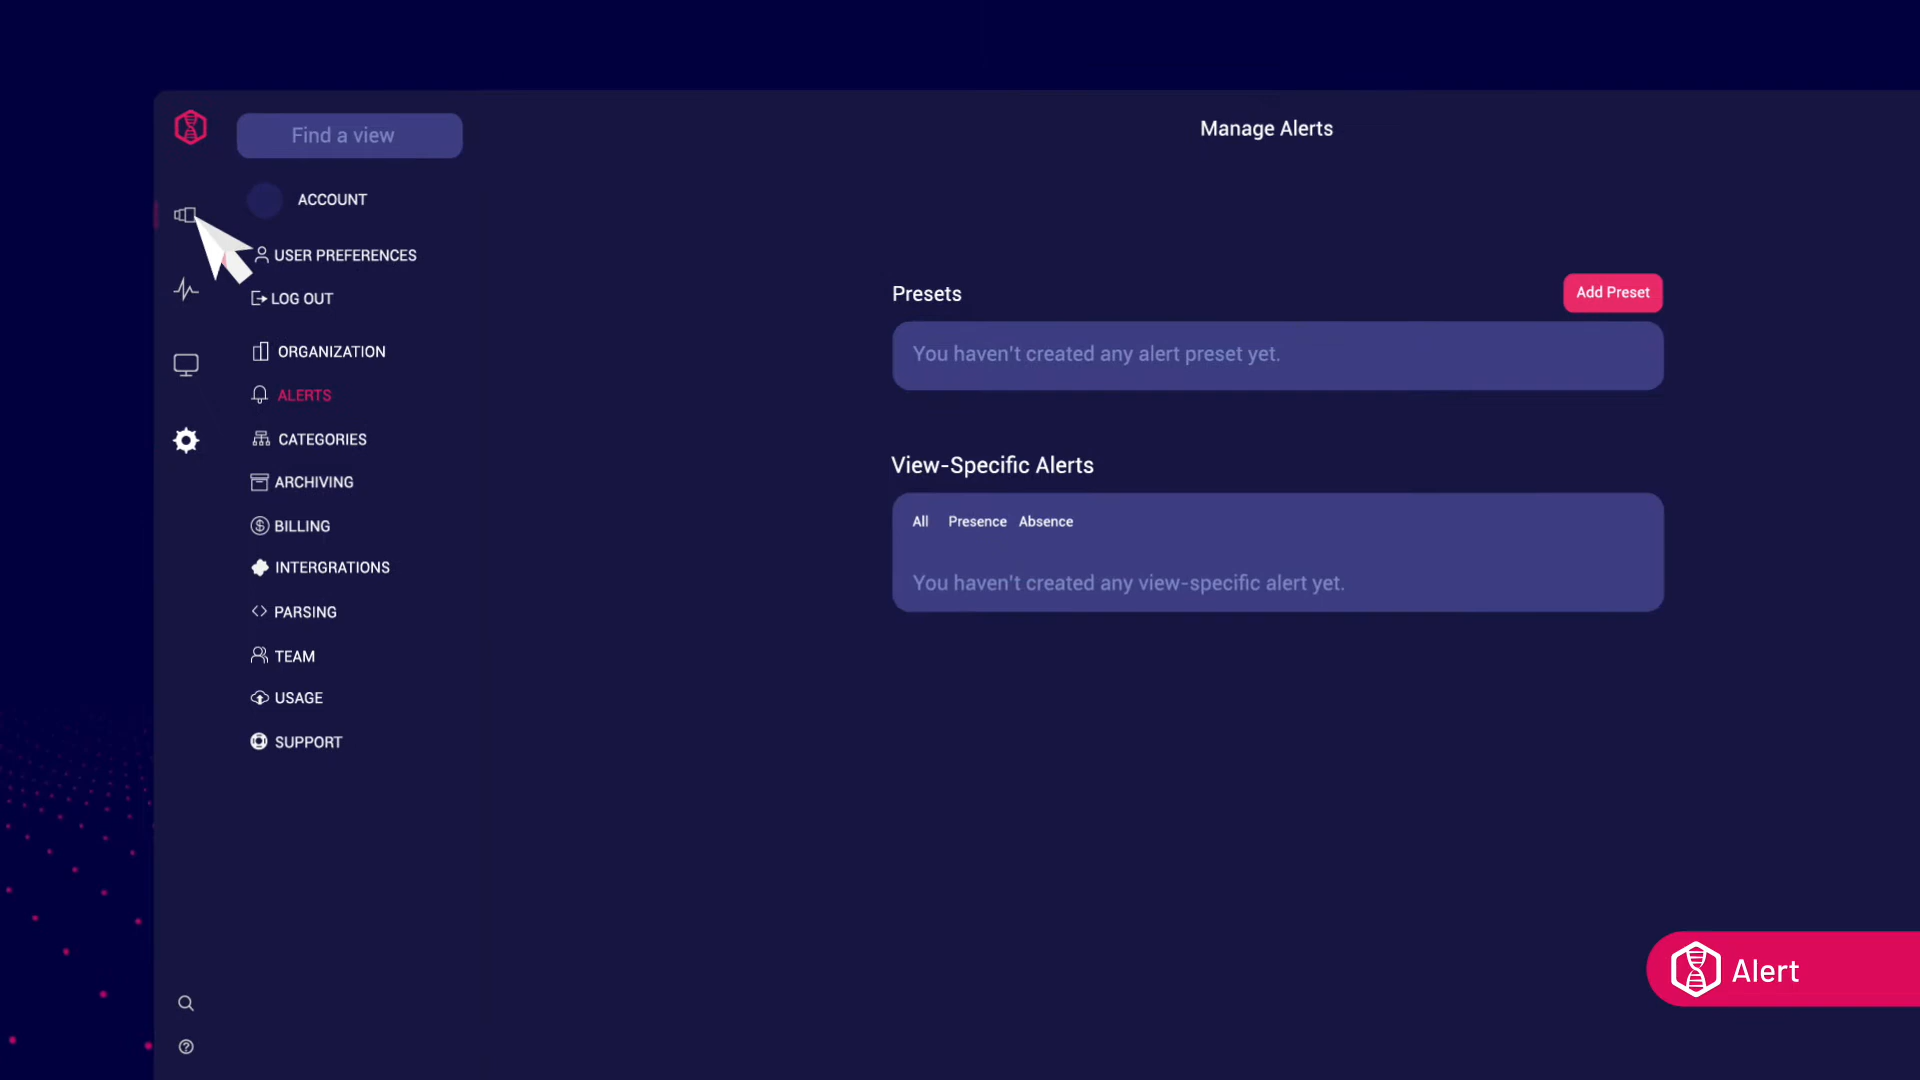 Find a view
Manage Alerts
ACCOUNT
USER PREFERENCES
LOG OUT
ORGANIZATION
ALERTS
CATEGORIES
ARCHIVING
BILLING
INTERGRATIONS
PARSING
TEAM
USAGE
SUPPORT
Presets
Add Preset
You haven't created any alert preset yet.
View-Specific Alerts
All Presence Absence
You haven't created any view-specific alert yet.
Alert